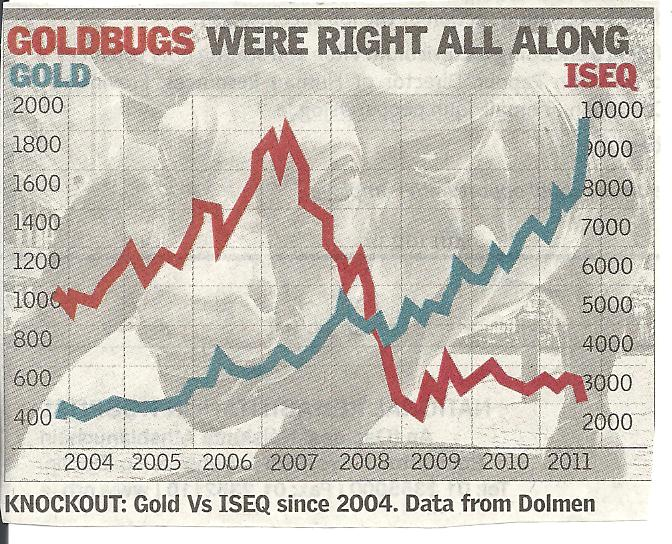 GOLDBUGS WERE RIGHT ALL ALONG
GOLD ISEQ
2000 10000
1800 9000
1600 8000
1400 7000
1200 6000
1000 5000
800 4000
600 3000
400 2000
2004 2005 2006 2007 2008 2009 2010 2011
KNOCKOUT: Gold Vs ISEQ since 2004. Data from Dolmen